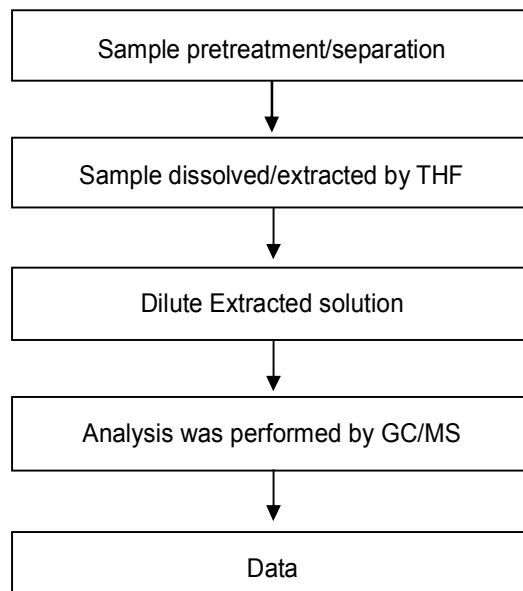 Sample pretreatment/separation
Sample dissolved/extracted by THF
Dilute Extracted solution
Analysis was performed by GC/MS
Data